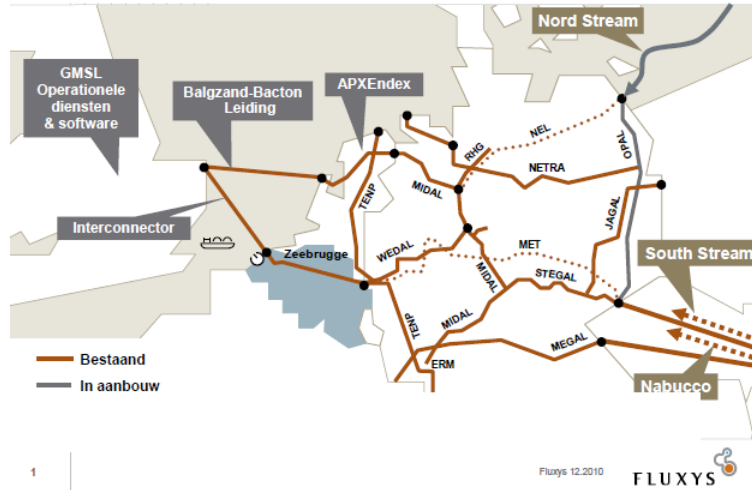 Nord Stream
GMSL
Operationele
diensten
& software
Balgzand-Bacton
Leiding
APXEndex
NEL
RHG
OPAL
NETRA
TENP
MIDAL
JAGAL
Interconnector
Zeebrugge
WEDAL
MET
MIDAL
STEGAL
South Stream
TENP
MIDAL
MEGAL
ERM
Nabucco
Bestaand
In aanbouw
1
Fluxys 12.2010
FLUXYS